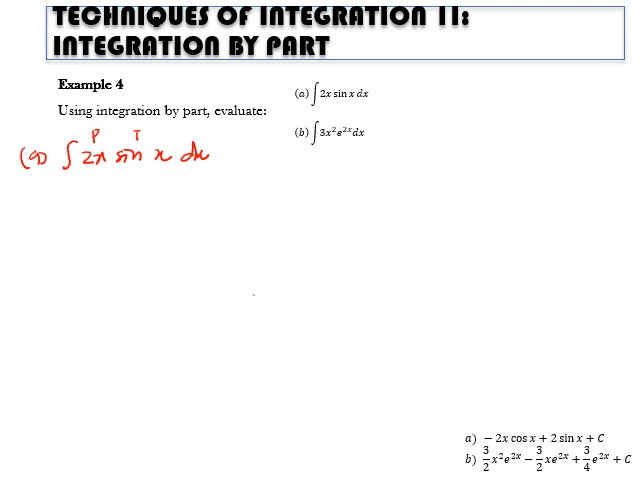 TECHNIQUES OF INTEGRATION 11:
INTEGRATION BY PART
Example 4
Using integration by part, evaluate:
(a) ∫ 2x sin x dx
(b) ∫ 3x²e²ˣdx
P T
(a) ∫ 2x sin x dx
a) − 2x cos x + 2 sin x + C
b) 3/2 x²e²ˣ − 3/2 xe²ˣ + 3/4 e²ˣ + C